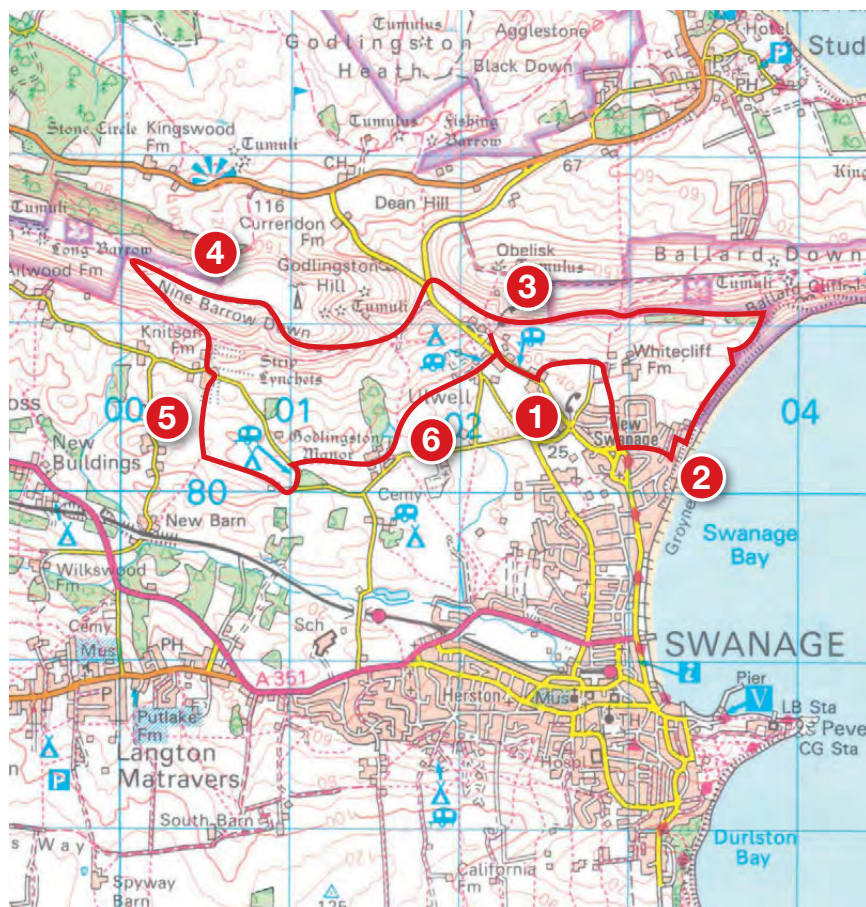 Tumulus
Godlingston
Heath
Agglestone
Black Down
Hotel
P
Stud
PH
Stone Circle
Kingswood
Fm
Tumuli
Tumulus
Fishing
Barrow
CH
67
116
Currendon
Fm
Dean Hill
Tumuli
Long Barrow
Ailwood Fm
4
Godlingston
Hill
Tumuli
Obelisk
Tumulus
3
Ballard Down
Tumuli
Nine Barrow Down
Knitson
Fm
Strip
Lynchets
Whitecliff
Fm
Ulwell
00
5
01
02
6
1
04
New
Swanage
25
2
New
Buildings
Godlingston
Manor
80
Cemy
New Barn
Groyne
Swanage
Bay
Wilkswood
Fm
Cemy
Mus
PH
Sch
SWANAGE
i
A 351
Pier
V
LB Sta
Peve
CG Sta
P
Putlake
Fm
Herston
Mus
TH
Langton
Matravers
P
Hospl
South Barn
Way
Durlston
Bay
Spyway
Barn
California
Fm
125